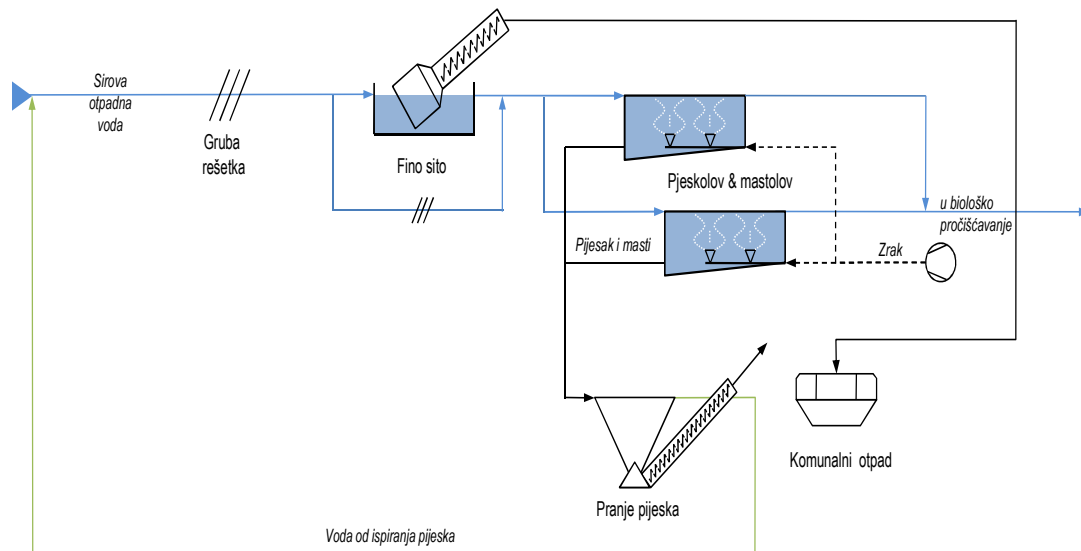 Sirova
otpadna
voda
Gruba
rešetka
Fino sito
Pjeskolov & mastolov
u biološko
pročišćavanje
Pijesak i masti
Zrak
Komunalni otpad
Pranje pijeska
Voda od ispiranja pijeska